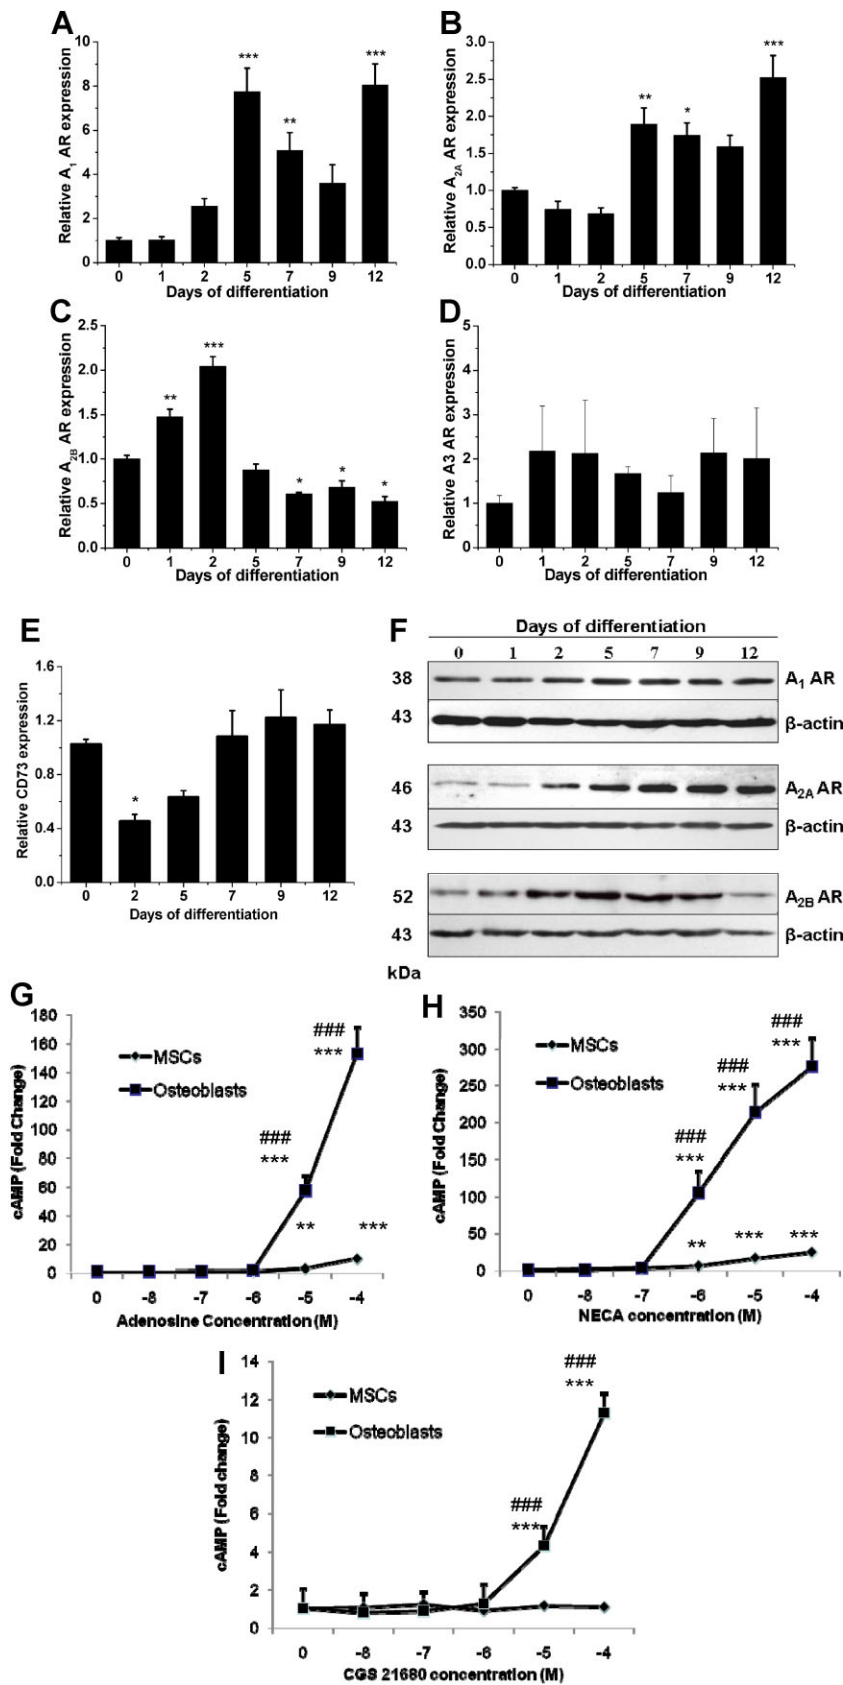 A
B
Relative A1 AR expression
10
8
6
4
2
0
***
**
***
0 1 2 5 7 9 12
Days of differentiation
Relative A2A AR expression
3.0
2.5
2.0
1.5
1.0
0.5
0.0
**
*
***
0 1 2 5 7 9 12
Days of differentiation
C
D
Relative A2B AR expression
2.5
2.0
1.5
1.0
0.5
0.0
**
***
*
*
*
0 1 2 5 7 9 12
Days of differentiation
Relative A3 AR expression
5
4
3
2
1
0
0 1 2 5 7 9 12
Days of differentiation
E
Relative CD73 expression
1.6
1.2
0.8
0.4
0.0
*
0 2 5 7 9 12
Days of differentiation
F
Days of differentiation
0 1 2 5 7 9 12
38 A1 AR
43 β-actin
46 A2A AR
43 β-actin
52 A2B AR
43 β-actin
kDa
G
cAMP (Fold Change)
180
160
140
120
100
80
60
40
20
0
MSCs
Osteoblasts
###
***
###
***
** ***
0 -8 -7 -6 -5 -4
Adenosine Concentration (M)
H
cAMP (Fold Change)
350
300
250
200
150
100
50
0
MSCs
Osteoblasts
###
***
###
***
###
***
** *** ***
0 -8 -7 -6 -5 -4
NECA concentration (M)
I
cAMP (Fold change)
14
12
10
8
6
4
2
0
MSCs
Osteoblasts
###
***
###
***
0 -8 -7 -6 -5 -4
CGS 21680 concentration (M)